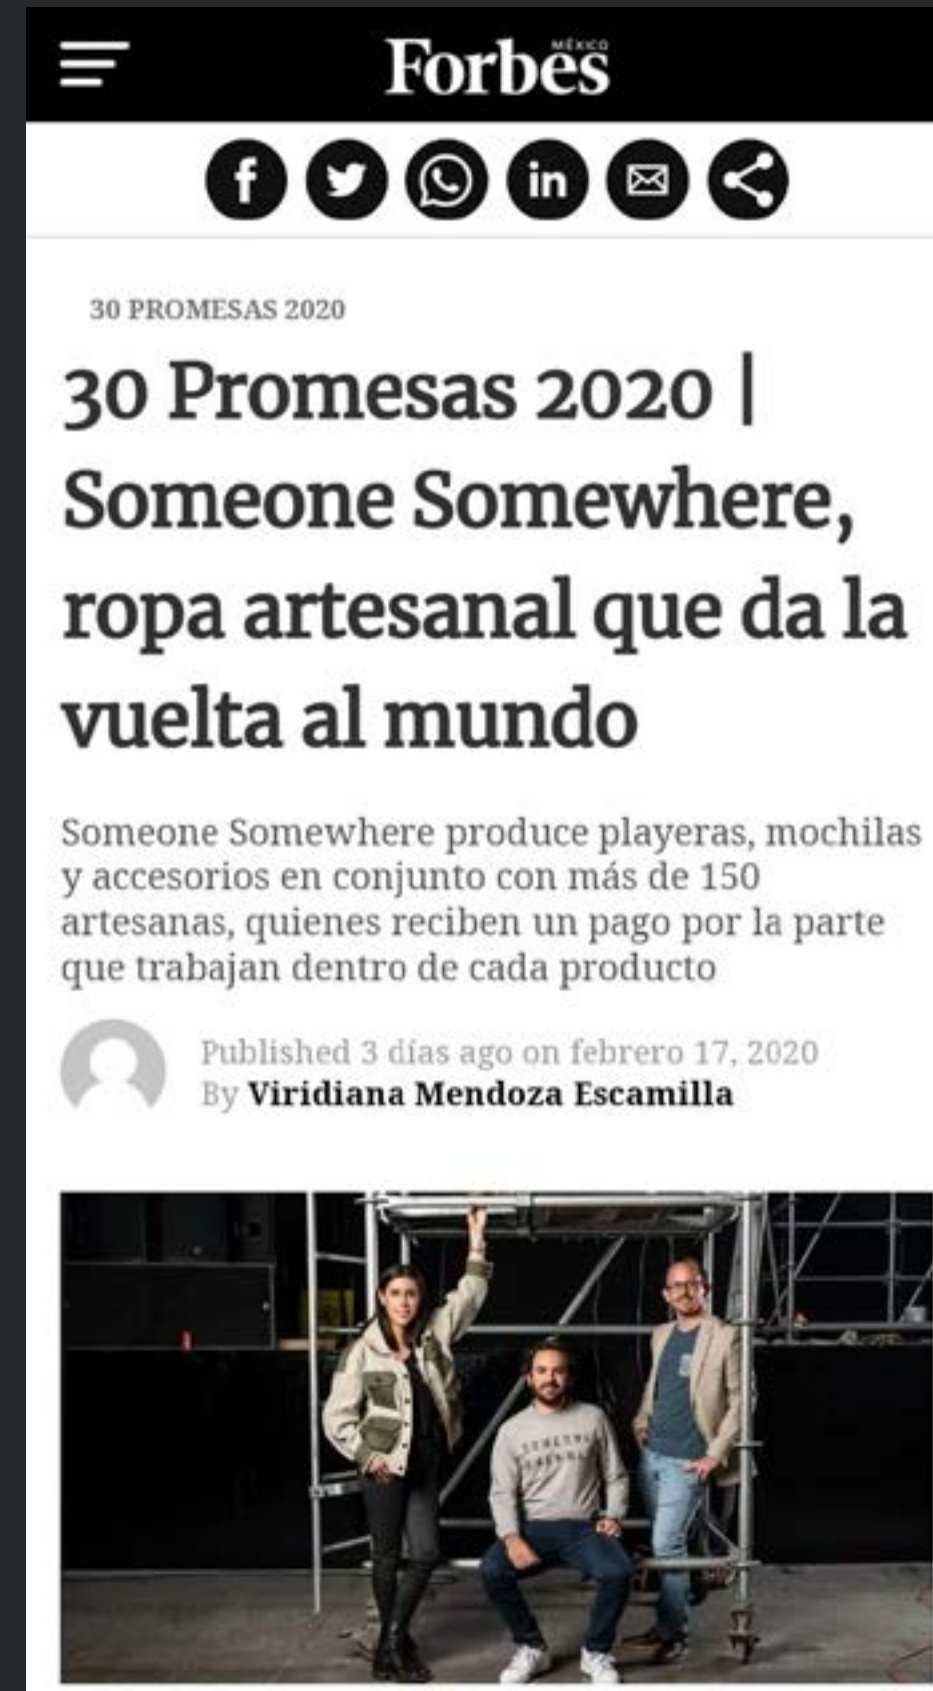 Forbes
MÉXICO
30 PROMESAS 2020
30 Promesas 2020 |
Someone Somewhere,
ropa artesanal que da la
vuelta al mundo
Someone Somewhere produce playeras, mochilas
y accesorios en conjunto con más de 150
artesanas, quienes reciben un pago por la parte
que trabajan dentro de cada producto
Published 3 días ago on febrero 17, 2020
By Viridiana Mendoza Escamilla